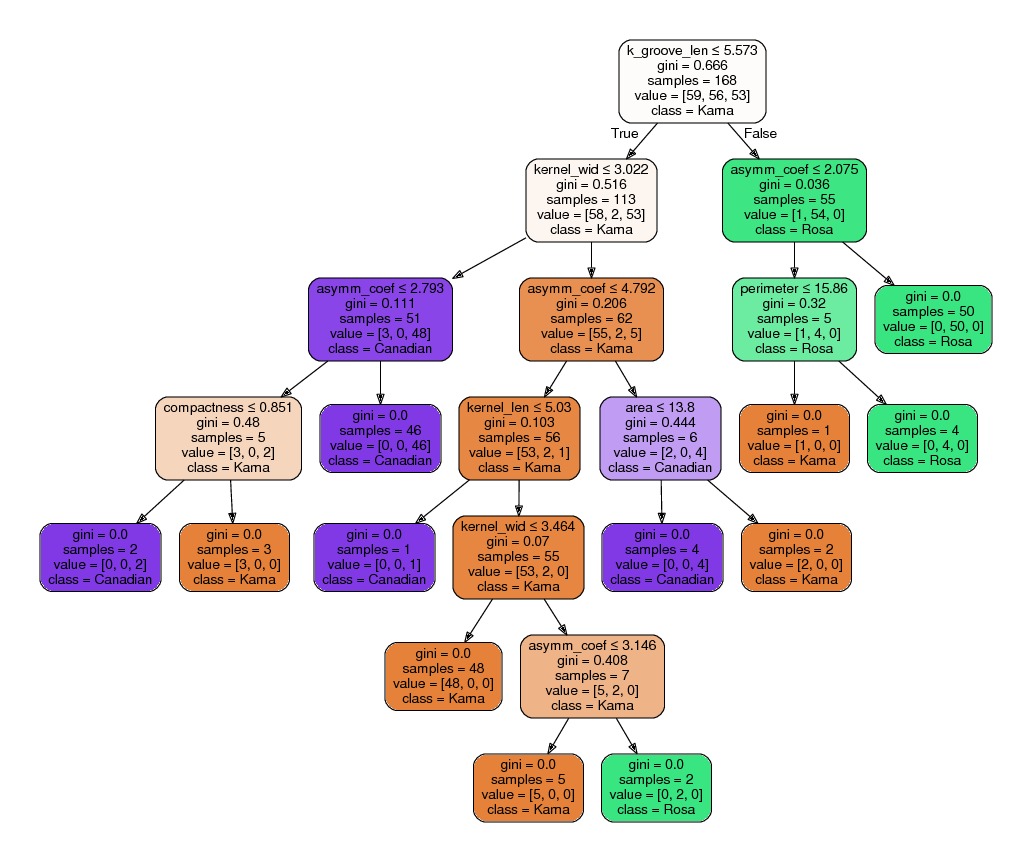 k_groove_len ≤ 5.573
gini = 0.666
samples = 168
value = [59, 56, 53]
class = Kama
True
False
kernel_wid ≤ 3.022
gini = 0.516
samples = 113
value = [58, 2, 53]
class = Kama
asymm_coef ≤ 2.075
gini = 0.036
samples = 55
value = [1, 54, 0]
class = Rosa
asymm_coef ≤ 2.793
gini = 0.111
samples = 51
value = [3, 0, 48]
class = Canadian
asymm_coef ≤ 4.792
gini = 0.206
samples = 62
value = [55, 2, 5]
class = Kama
perimeter ≤ 15.86
gini = 0.32
samples = 5
value = [1, 4, 0]
class = Rosa
gini = 0.0
samples = 50
value = [0, 50, 0]
class = Rosa
compactness ≤ 0.851
gini = 0.48
samples = 5
value = [3, 0, 2]
class = Kama
gini = 0.0
samples = 46
value = [0, 0, 46]
class = Canadian
kernel_len ≤ 5.03
gini = 0.103
samples = 56
value = [53, 2, 1]
class = Kama
area ≤ 13.8
gini = 0.444
samples = 6
value = [2, 0, 4]
class = Canadian
gini = 0.0
samples = 1
value = [1, 0, 0]
class = Kama
gini = 0.0
samples = 4
value = [0, 4, 0]
class = Rosa
gini = 0.0
samples = 2
value = [0, 0, 2]
class = Canadian
gini = 0.0
samples = 3
value = [3, 0, 0]
class = Kama
gini = 0.0
samples = 1
value = [0, 0, 1]
class = Canadian
kernel_wid ≤ 3.464
gini = 0.07
samples = 55
value = [53, 2, 0]
class = Kama
gini = 0.0
samples = 4
value = [0, 0, 4]
class = Canadian
gini = 0.0
samples = 2
value = [2, 0, 0]
class = Kama
gini = 0.0
samples = 48
value = [48, 0, 0]
class = Kama
asymm_coef ≤ 3.146
gini = 0.408
samples = 7
value = [5, 2, 0]
class = Kama
gini = 0.0
samples = 5
value = [5, 0, 0]
class = Kama
gini = 0.0
samples = 2
value = [0, 2, 0]
class = Rosa